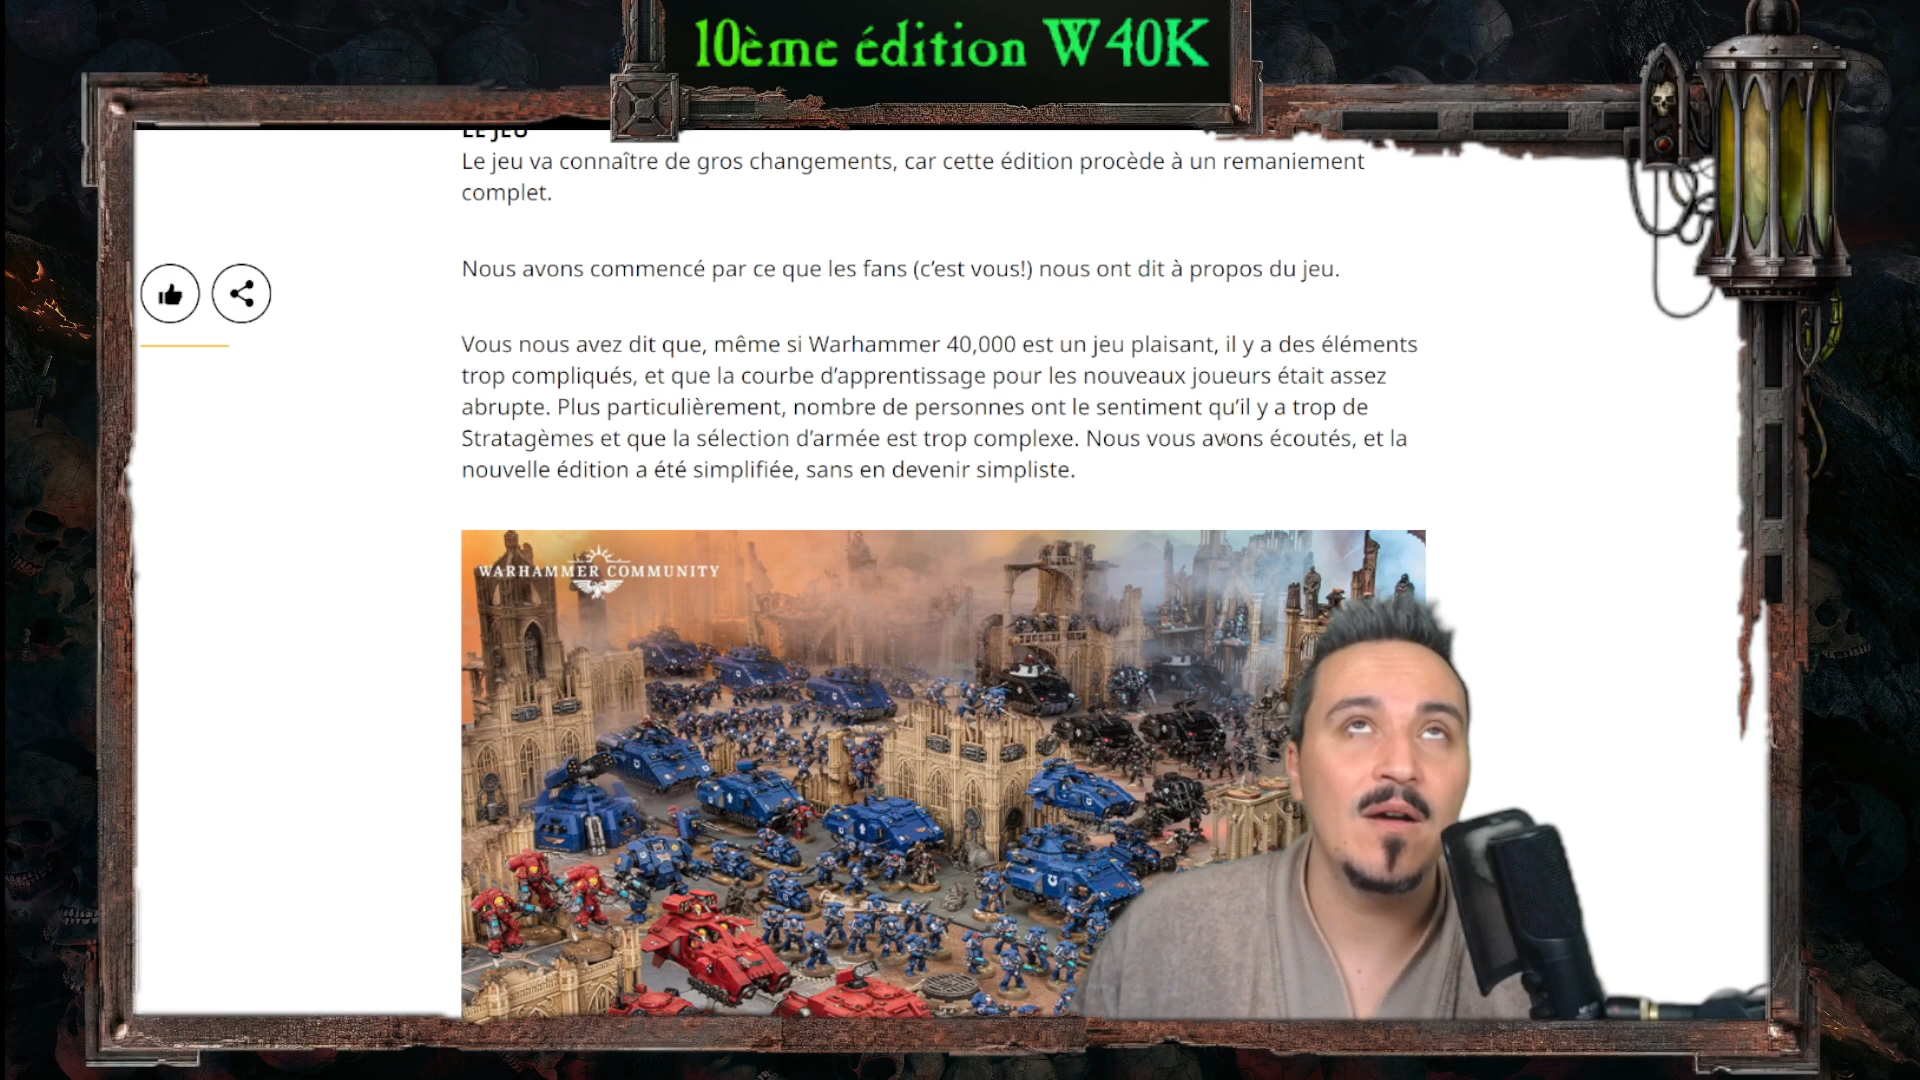 10ème édition W40K
LE JEU
Le jeu va connaître de gros changements, car cette édition procède à un remaniement
complet.
Nous avons commencé par ce que les fans (c’est vous!) nous ont dit à propos du jeu.
Vous nous avez dit que, même si Warhammer 40,000 est un jeu plaisant, il y a des éléments
trop compliqués, et que la courbe d’apprentissage pour les nouveaux joueurs était assez
abrupte. Plus particulièrement, nombre de personnes ont le sentiment qu’il y a trop de
Stratagèmes et que la sélection d’armée est trop complexe. Nous vous avons écoutés, et la
nouvelle édition a été simplifiée, sans en devenir simpliste.
WARHAMMER COMMUNITY